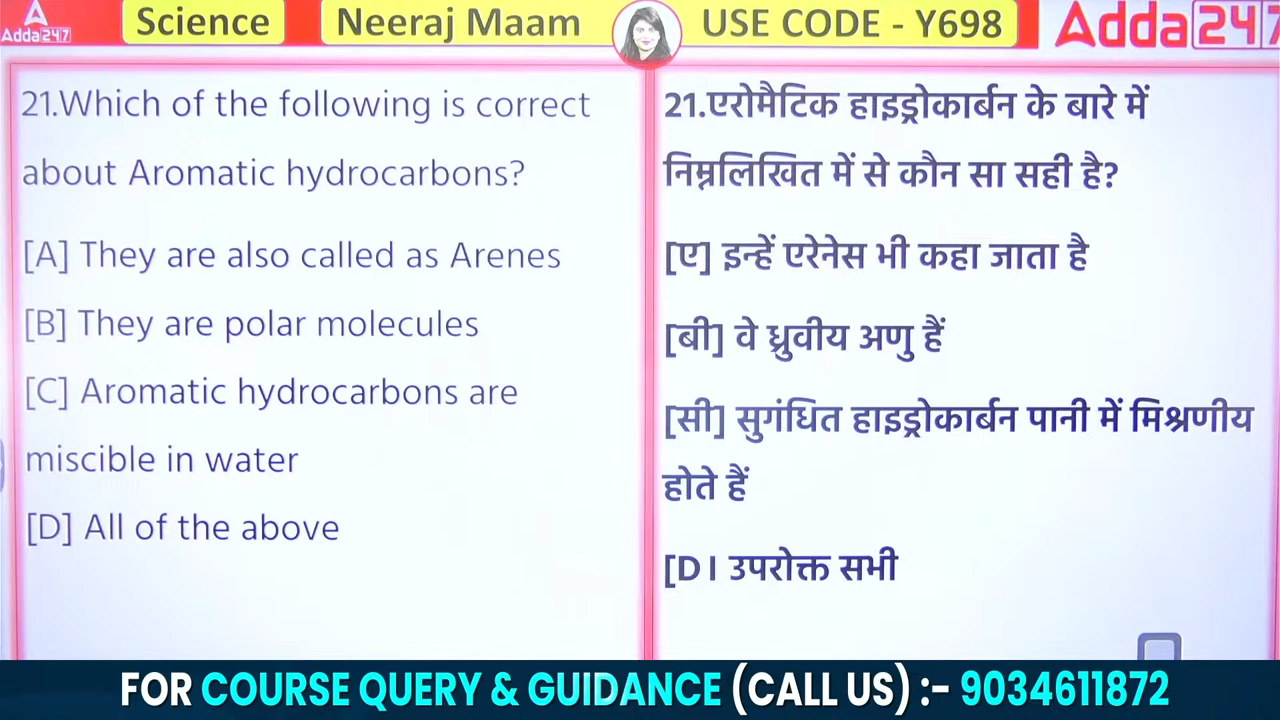 Adda247
Science
Neeraj Maam
USE CODE - Y698
Adda247
21.Which of the following is correct
about Aromatic hydrocarbons?
[A] They are also called as Arenes
[B] They are polar molecules
[C] Aromatic hydrocarbons are
miscible in water
[D] All of the above
21.एरोमैटिक हाइड्रोकार्बन के बारे में
निम्नलिखित में से कौन सा सही है?
[ए] इन्हें एरेनेस भी कहा जाता है
[बी] वे ध्रुवीय अणु हैं
[सी] सुगंधित हाइड्रोकार्बन पानी में मिश्रणीय
होते हैं
[D। उपरोक्त सभी
FOR COURSE QUERY & GUIDANCE (CALL US) :- 9034611872